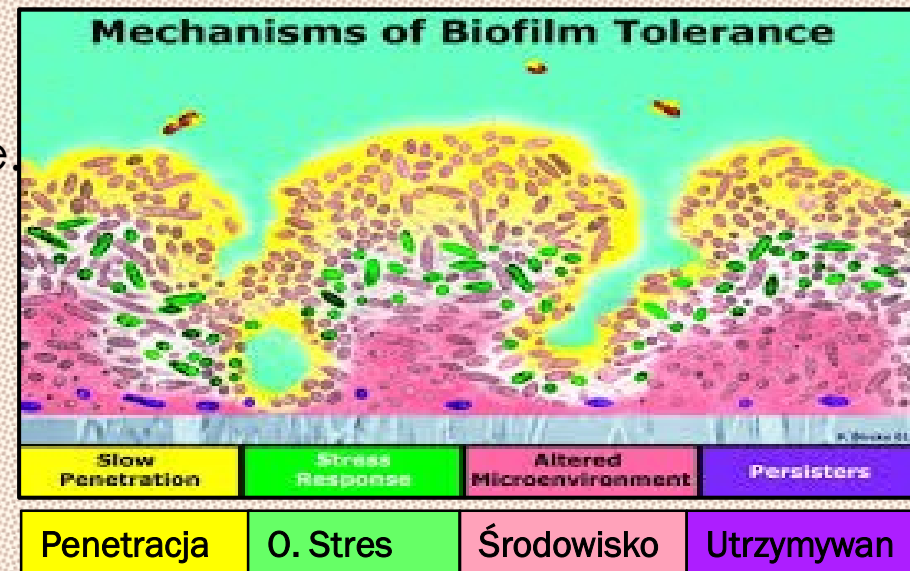 Mechanisms of Biofilm Tolerance
e.
Slow Penetration
Stress Response
Altered Microenvironment
Persisters
Penetracja
O. Stres
Środowisko
Utrzymywan